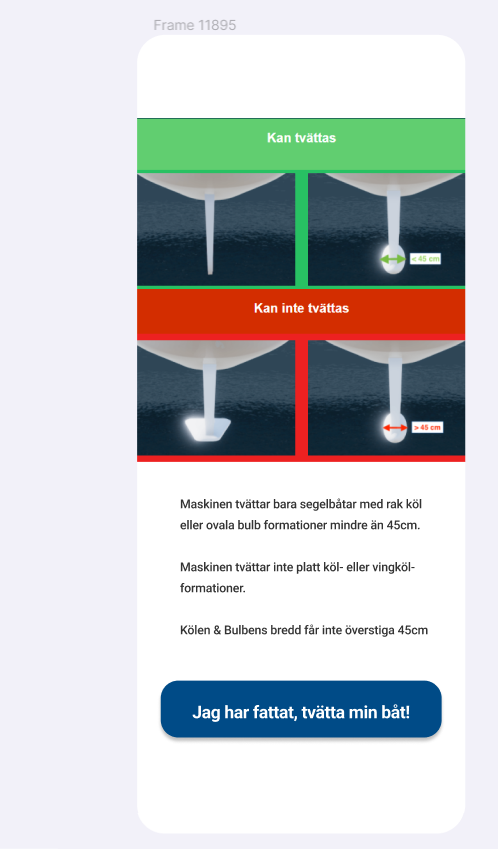 Frame 11895
Kan tvättas
< 45 cm
Kan inte tvättas
> 45 cm
Maskinen tvättar bara segelbåtar med rak köl
eller ovala bulb formationer mindre än 45cm.
Maskinen tvättar inte platt köl- eller vingköl-
formationer.
Kölen & Bulbens bredd får inte överstiga 45cm
Jag har fattat, tvätta min båt!